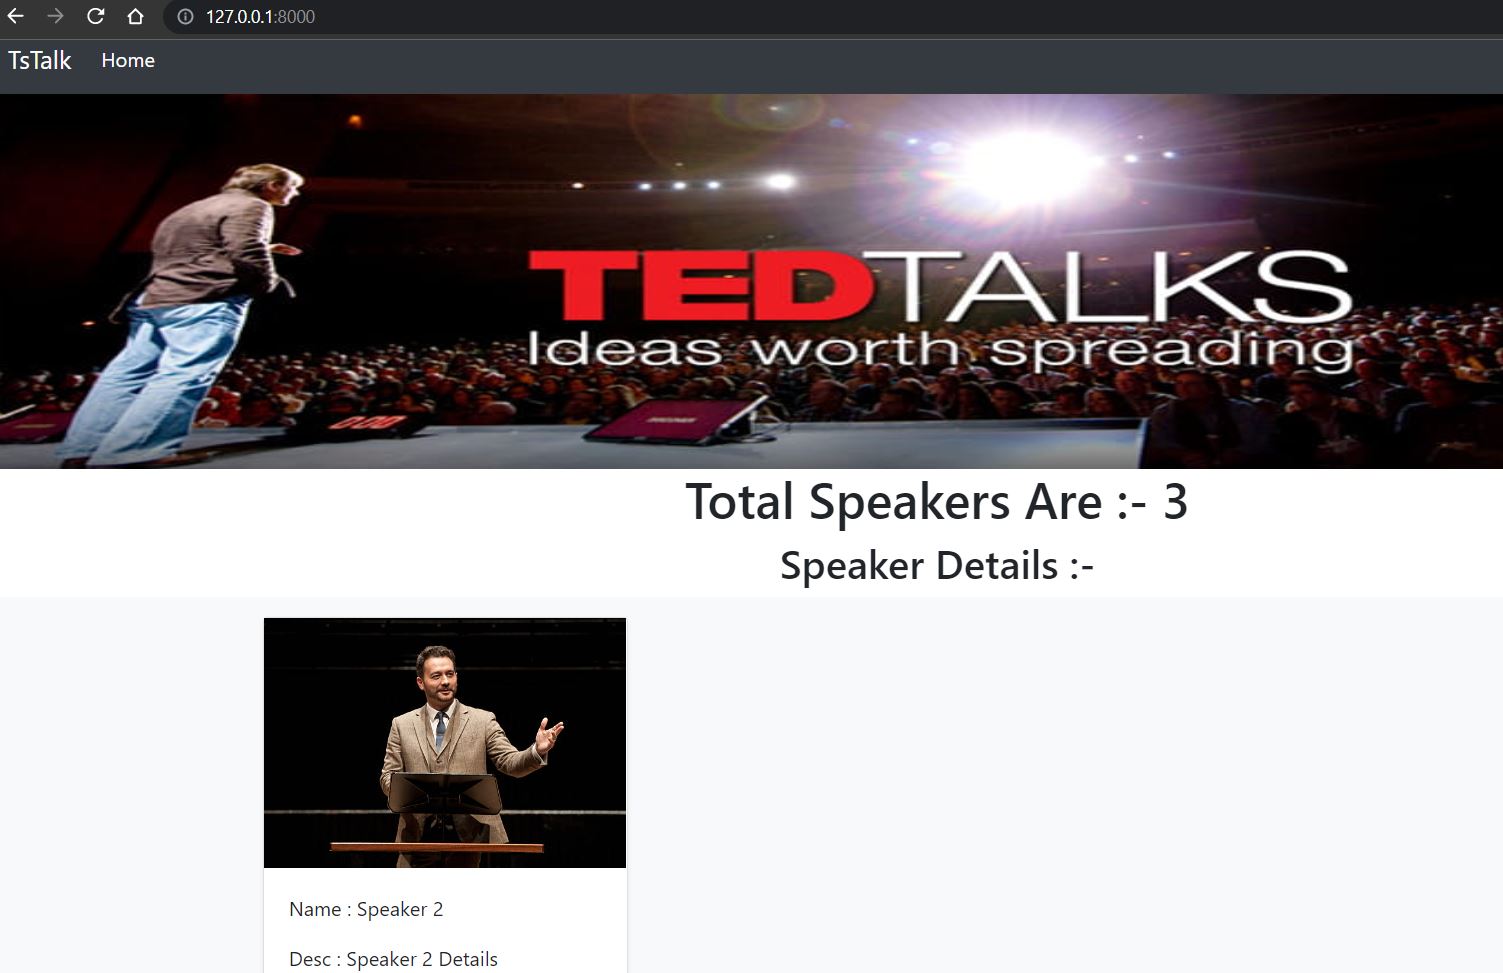 127.0.0.1:8000
TsTalk Home
TEDTALKS
Ideas worth spreading
Total Speakers Are :- 3
Speaker Details :-
Name : Speaker 2
Desc : Speaker 2 Details